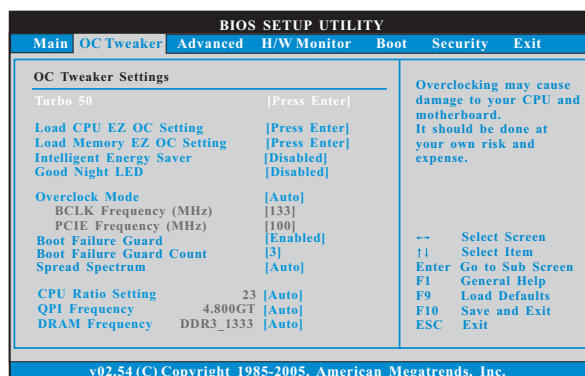 BIOS SETUP UTILITY
Main OC Tweaker Advanced H/W Monitor Boot Security Exit
OC Tweaker Settings
Turbo 50 [Press Enter]
Load CPU EZ OC Setting [Press Enter]
Load Memory EZ OC Setting [Press Enter]
Intelligent Energy Saver [Disabled]
Good Night LED [Disabled]
Overclock Mode [Auto]
BCLK Frequency (MHz) [133]
PCIE Frequency (MHz) [100]
Boot Failure Guard [Enabled]
Boot Failure Guard Count [3]
Spread Spectrum [Auto]
CPU Ratio Setting 23 [Auto]
QPI Frequency 4.800GT [Auto]
DRAM Frequency DDR3_1333 [Auto]
Overclocking may cause
damage to your CPU and
motherboard.
It should be done at
your own risk and
expense.
←→ Select Screen
↑↓ Select Item
Enter Go to Sub Screen
F1 General Help
F9 Load Defaults
F10 Save and Exit
ESC Exit
v02.54 (C) Copyright 1985-2005, American Megatrends, Inc.